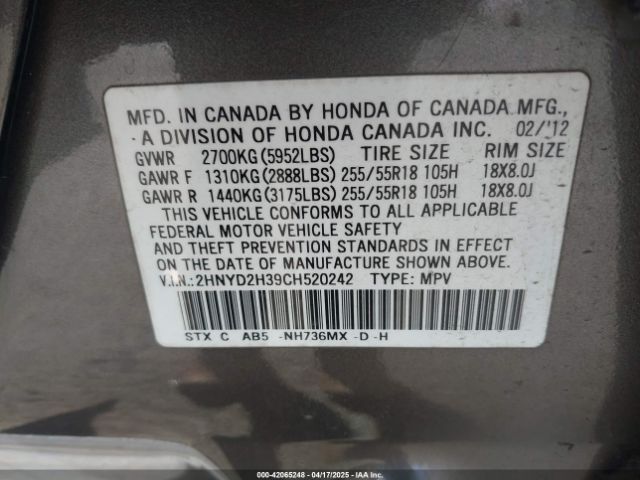 MFD. IN CANADA BY HONDA OF CANADA MFG.,
A DIVISION OF HONDA CANADA INC. 02/'12
GVWR 2700KG(5952LBS) TIRE SIZE RIM SIZE
GAWR F 1310KG(2888LBS) 255/55R18 105H 18X8.0J
GAWR R 1440KG(3175LBS) 255/55R18 105H 18X8.0J
THIS VEHICLE CONFORMS TO ALL APPLICABLE
FEDERAL MOTOR VEHICLE SAFETY
AND THEFT PREVENTION STANDARDS IN EFFECT
ON THE DATE OF MANUFACTURE SHOWN ABOVE.
V.I.N.:2HNYD2H39CH520242 TYPE: MPV
STX C AB5 -NH736MX -D -H
000-42065248 - 04/17/2025 - IAA Inc.